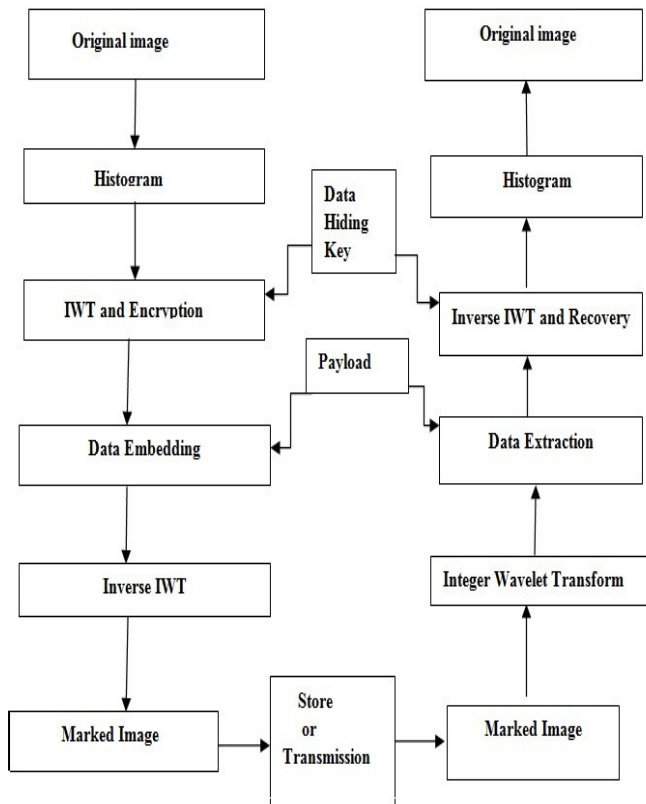 Original image
Histogram
IWT and Encryption
Data Embedding
Inverse IWT
Marked Image
Data
Hiding
Key
Payload
Store
or
Transmission
Original image
Histogram
Inverse IWT and Recovery
Data Extraction
Integer Wavelet Transform
Marked Image